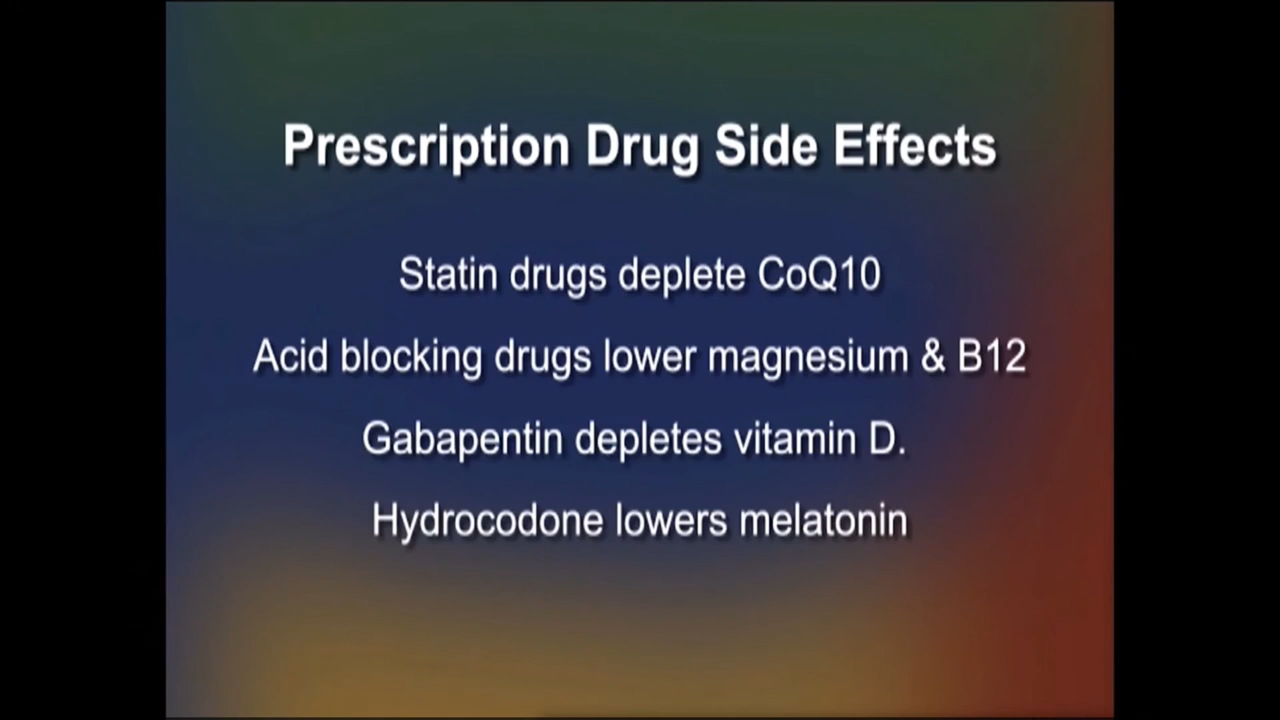 Prescription Drug Side Effects
Statin drugs deplete CoQ10
Acid blocking drugs lower magnesium & B12
Gabapentin depletes vitamin D.
Hydrocodone lowers melatonin